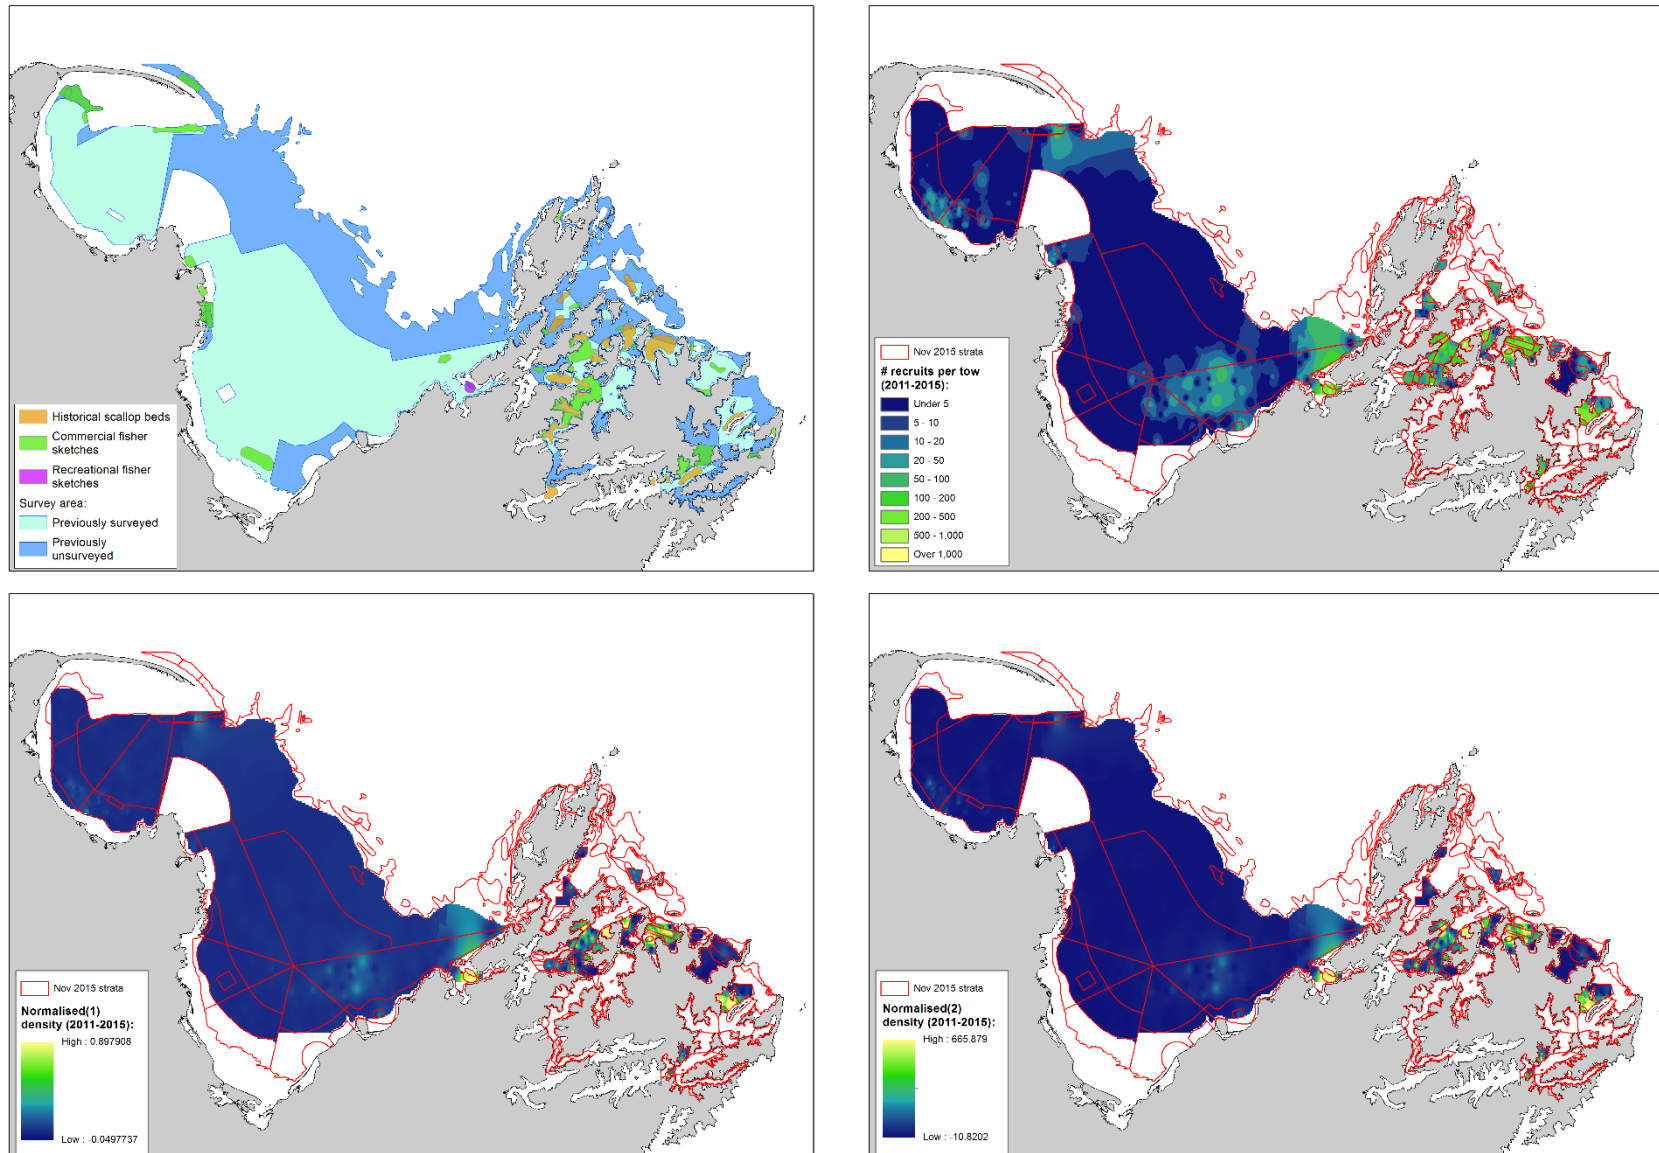 Historical scallop beds
Commercial fisher
sketches
Recreational fisher
sketches
Survey area:
Previously surveyed
Previously
unsurveyed
Nov 2015 strata
# recruits per tow
(2011-2015):
Under 5
5 - 10
10 - 20
20 - 50
50 - 100
100 - 200
200 - 500
500 - 1,000
Over 1,000
Nov 2015 strata
Normalised(1)
density (2011-2015):
High : 0.897908
Low : -0.0497737
Nov 2015 strata
Normalised(2)
density (2011-2015):
High : 665.879
Low : -10.8202